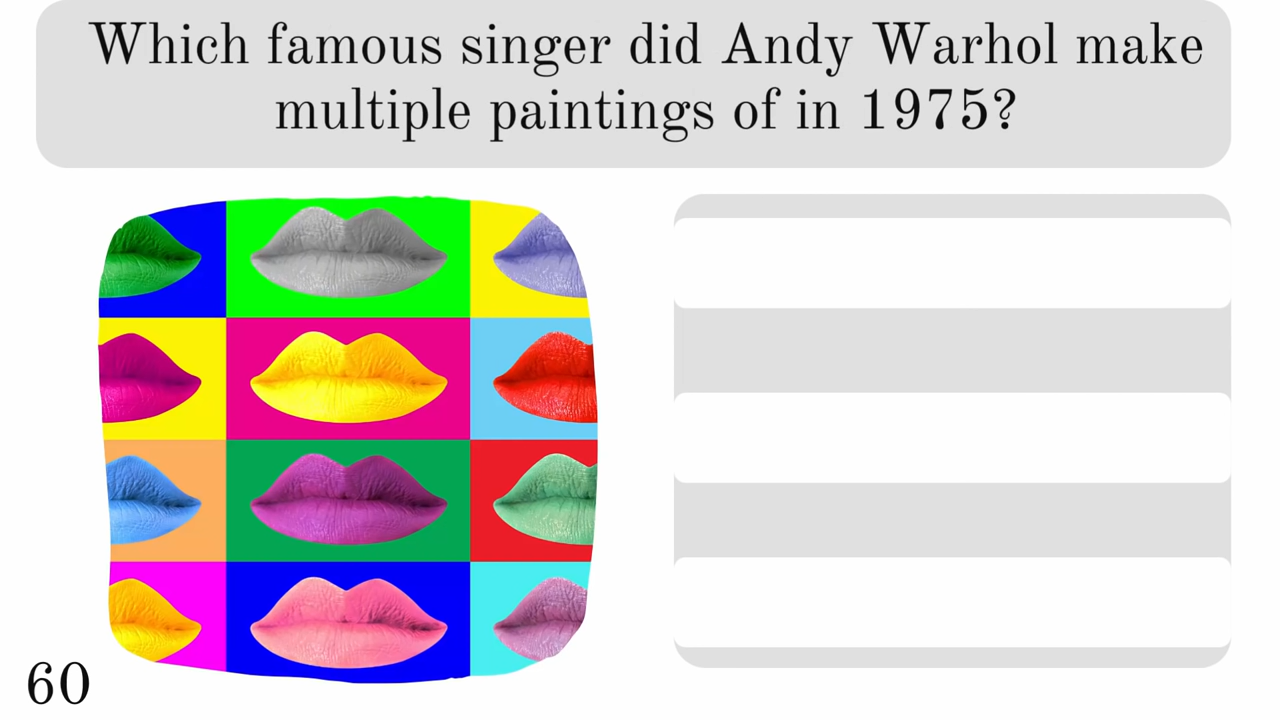 Which famous singer did Andy Warhol make
multiple paintings of in 1975?
60